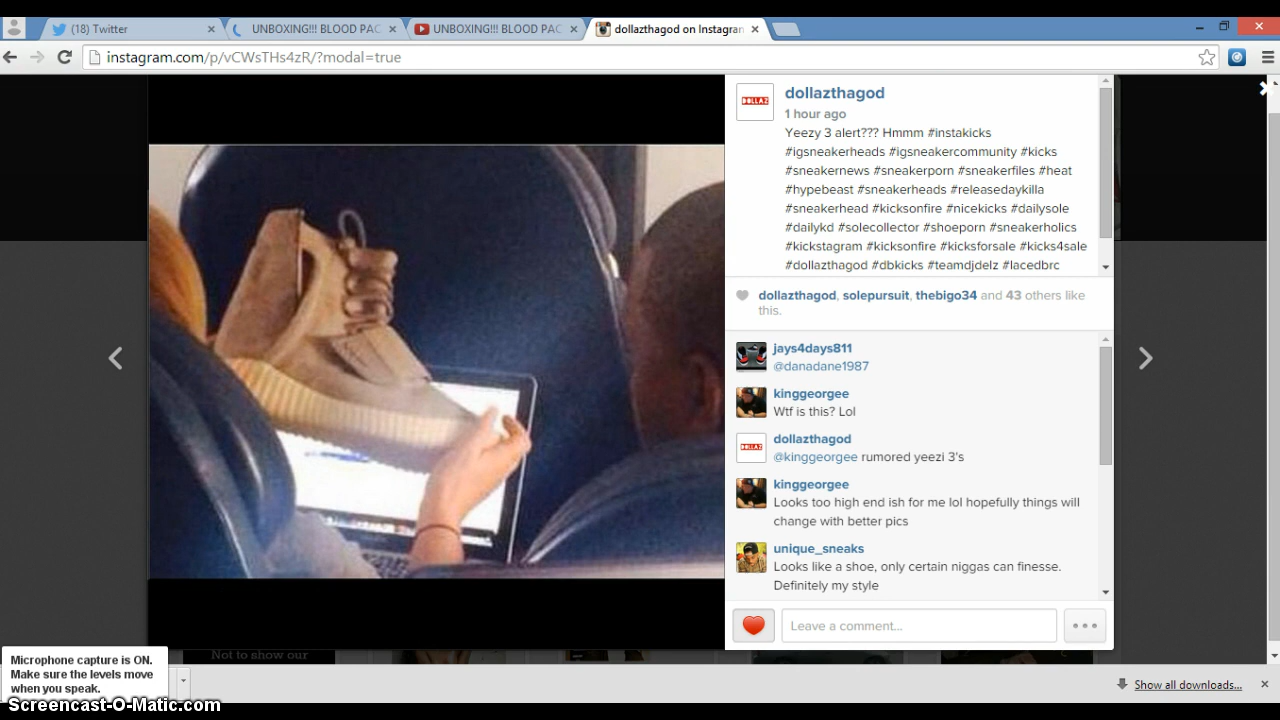 (18) Twitter
UNBOXING!!! BLOOD PAC
UNBOXING!!! BLOOD PAC
dollazthagod on Instagram
instagram.com/p/vCWsTHs4zR/?modal=true
DOLLAZ
dollazthagod
1 hour ago
Yeezy 3 alert??? Hmmm #instakicks
#igsneakerheads #igsneakercommunity #kicks
#sneakernews #sneakerporn #sneakerfiles #heat
#hypebeast #sneakerheads #releasedaykilla
#sneakerhead #kicksonfire #nicekicks #dailysole
#dailykd #solecollector #shoeporn #sneakerholics
#kickstagram #kicksonfire #kicksforsale #kicks4sale
#dollazthagod #dbkicks #teamdjdelz #lacedbrc
dollazthagod, solepursuit, thebigo34 and 43 others like
this.
jays4days811
@danadane1987
kinggeorgee
Wtf is this? Lol
DOLLAZ
dollazthagod
@kinggeorgee rumored yeezi 3's
kinggeorgee
Looks too high end ish for me lol hopefully things will
change with better pics
unique_sneaks
Looks like a shoe, only certain niggas can finesse.
Definitely my style
Leave a comment...
Not to show our
Microphone capture is ON.
Make sure the levels move
when you speak.
Show all downloads...
Screencast-O-Matic.com